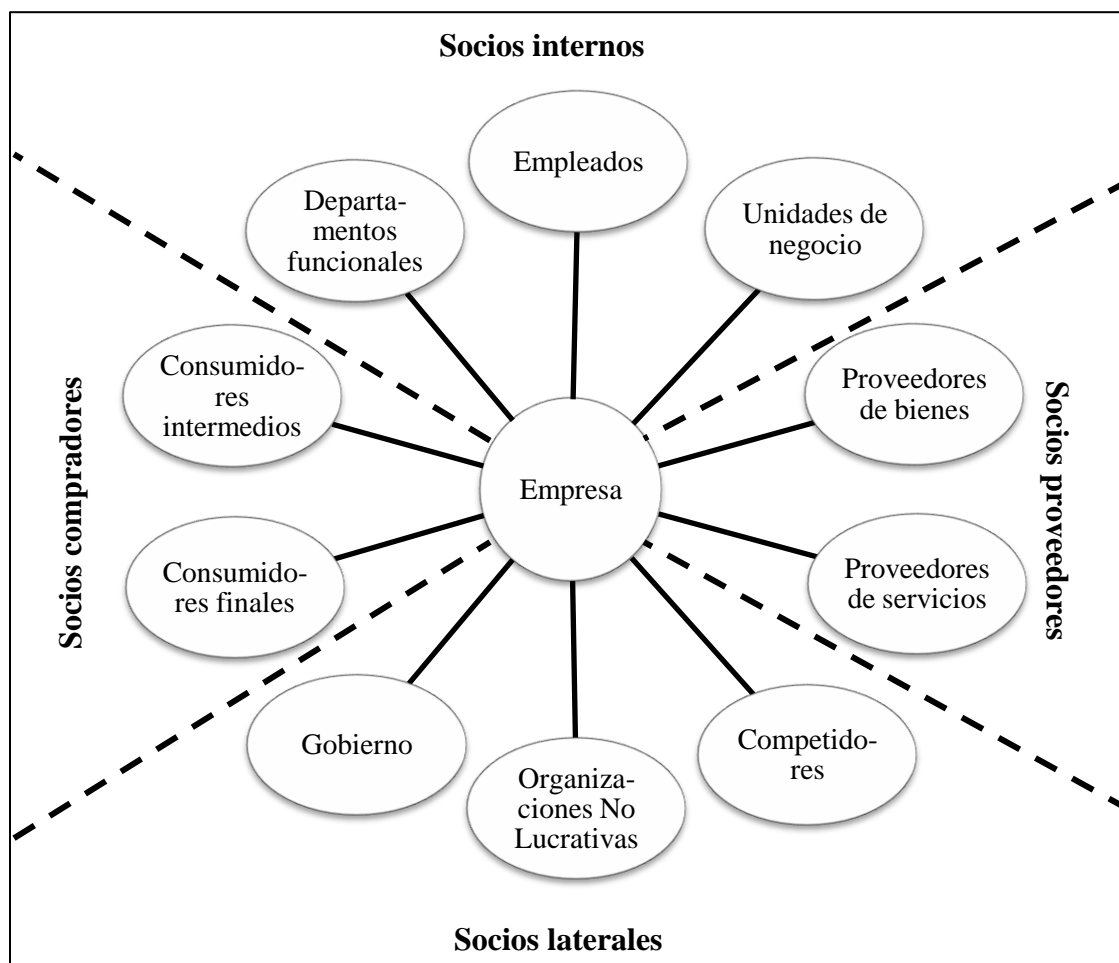 Socios internos
Empleados
Departa-
mentos
funcionales
Unidades de
negocio
Consumido-
res
intermedios
Proveedores
de bienes
Socios compradores
Empresa
Socios proveedores
Consumido-
res finales
Proveedores
de servicios
Gobierno
Organiza-
ciones No
Lucrativas
Competido-
res
Socios laterales